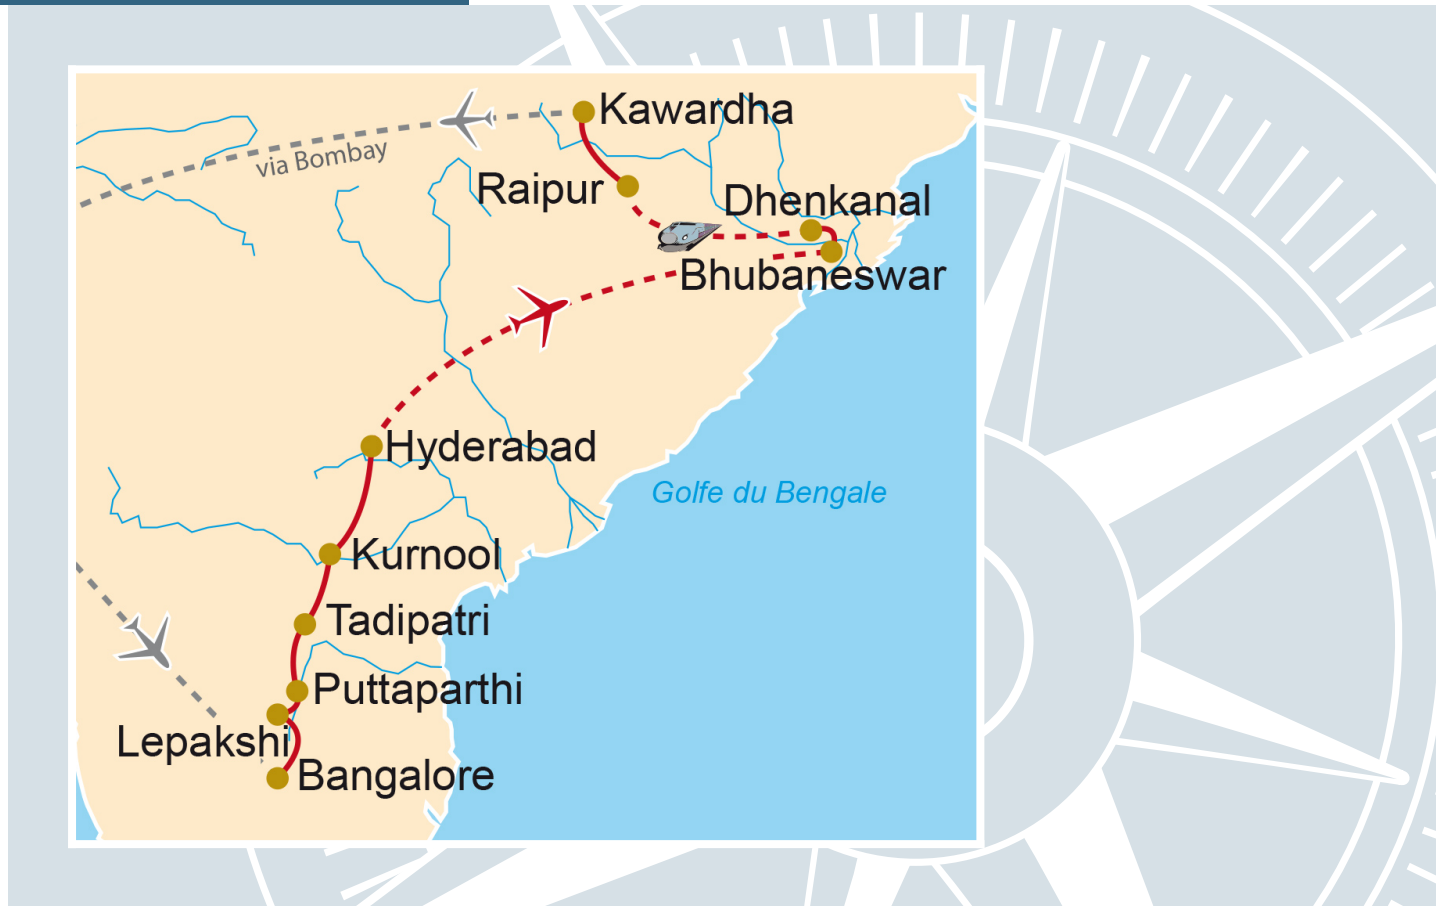 Kawardha
via Bombay
Raipur
Dhenkanal
Bhubaneswar
Hyderabad
Golfe du Bengale
Kurnool
Tadipatri
Puttaparthi
Lepakshi
Bangalore